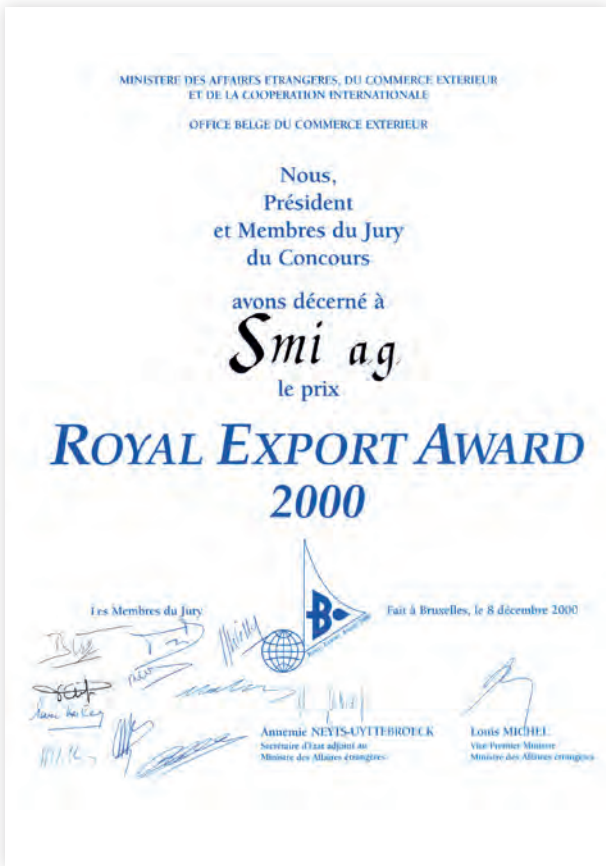 MINISTERE DES AFFAIRES ETRANGERES, DU COMMERCE EXTERIEUR
ET DE LA COOPERATION INTERNATIONALE
OFFICE BELGE DU COMMERCE EXTERIEUR
Nous,
Président
et Membres du Jury
du Concours
avons décerné à
Smi ag
le prix
ROYAL EXPORT AWARD
2000
Les Membres du Jury
B
Fait à Bruxelles, le 8 décembre 2000
Annemie NEYTS-UYTTEBROECK
Secrétaire d'Etat adjoint au
Ministre des Affaires étrangères
Louis MICHEL
Vice-Premier Ministre
Ministre des Affaires étrangères